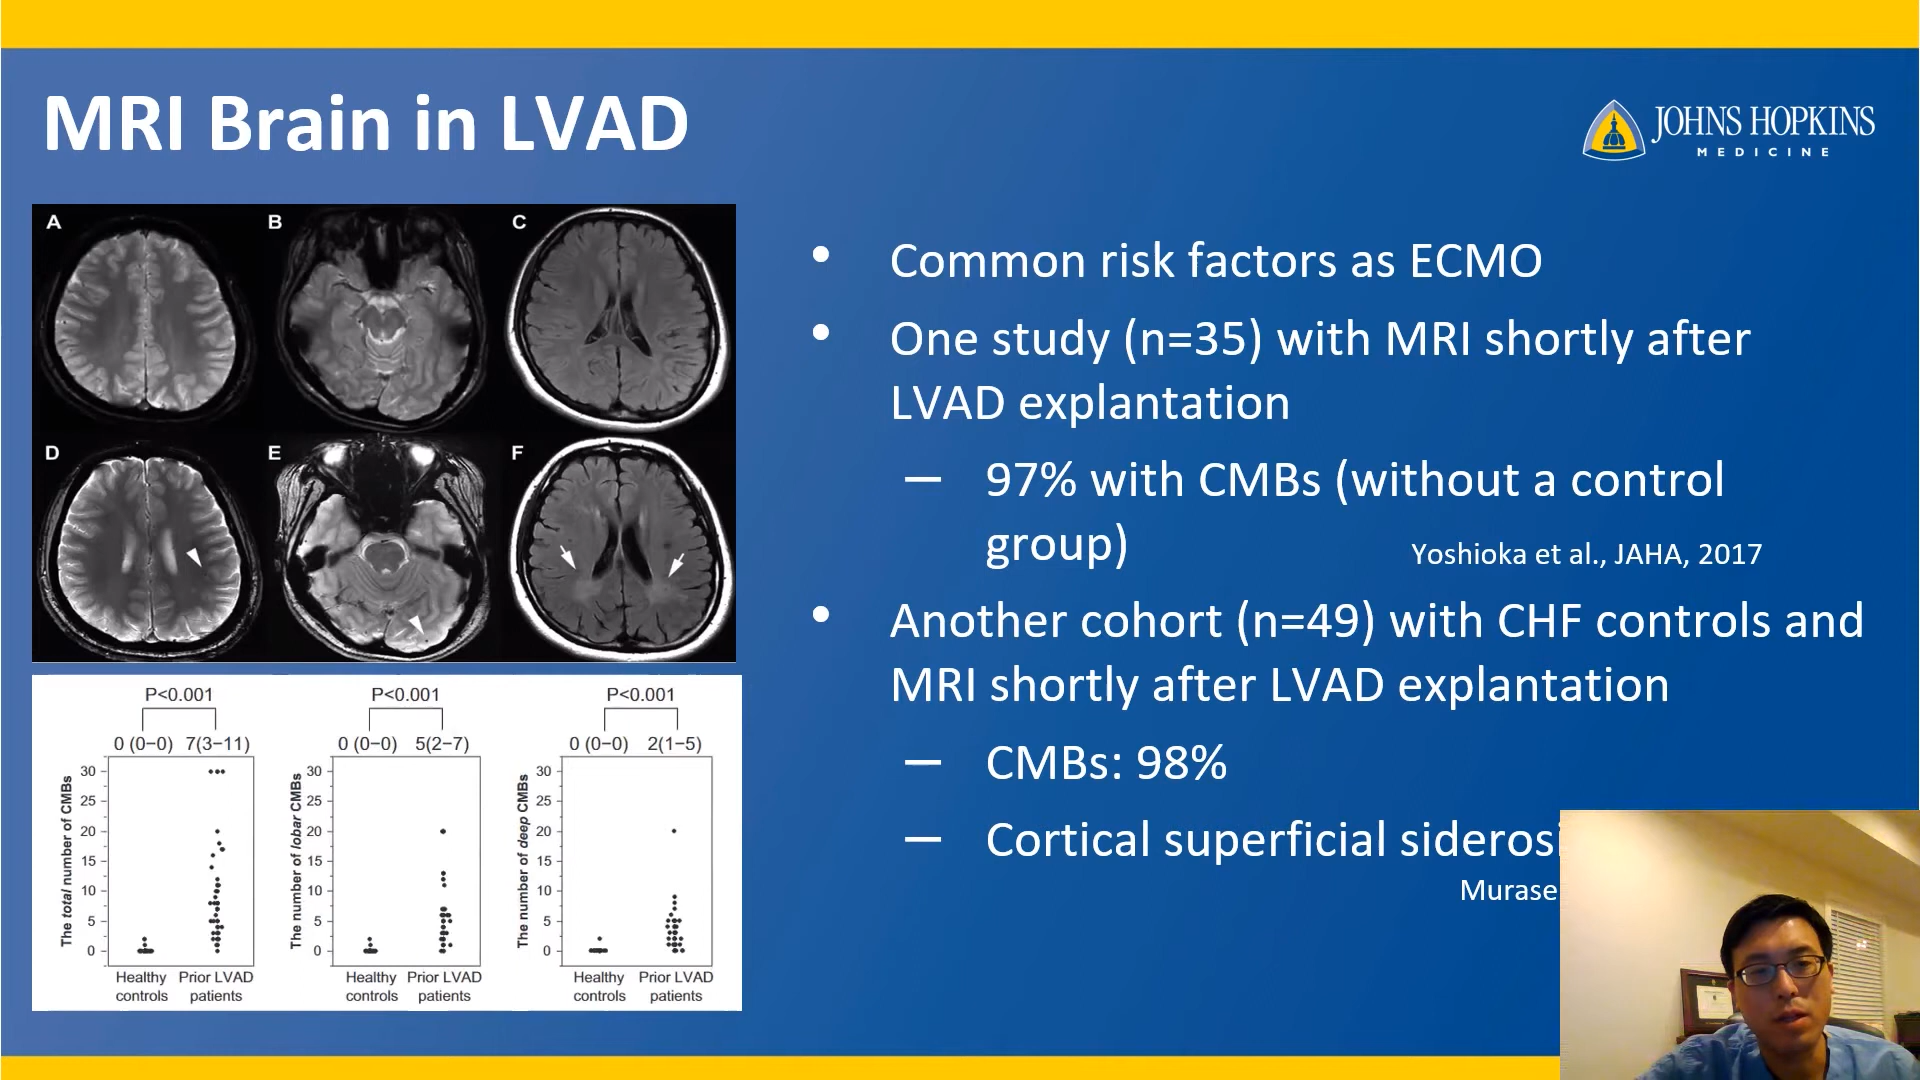 MRI Brain in LVAD
JOHNS HOPKINS
MEDICINE
A
B
C
D
E
F
P<0.001
0 (0–0) 7(3–11)
The total number of CMBs
30
25
20
15
10
5
0
Healthy controls
Prior LVAD patients
P<0.001
0 (0–0) 5(2–7)
The number of lobar CMBs
30
25
20
15
10
5
0
Healthy controls
Prior LVAD patients
P<0.001
0 (0–0) 2(1–5)
The number of deep CMBs
30
25
20
15
10
5
0
Healthy controls
Prior LVAD patients
• Common risk factors as ECMO
• One study (n=35) with MRI shortly after
LVAD explantation
— 97% with CMBs (without a control
group)
Yoshioka et al., JAHA, 2017
• Another cohort (n=49) with CHF controls and
MRI shortly after LVAD explantation
— CMBs: 98%
— Cortical superficial siderosi
Murase